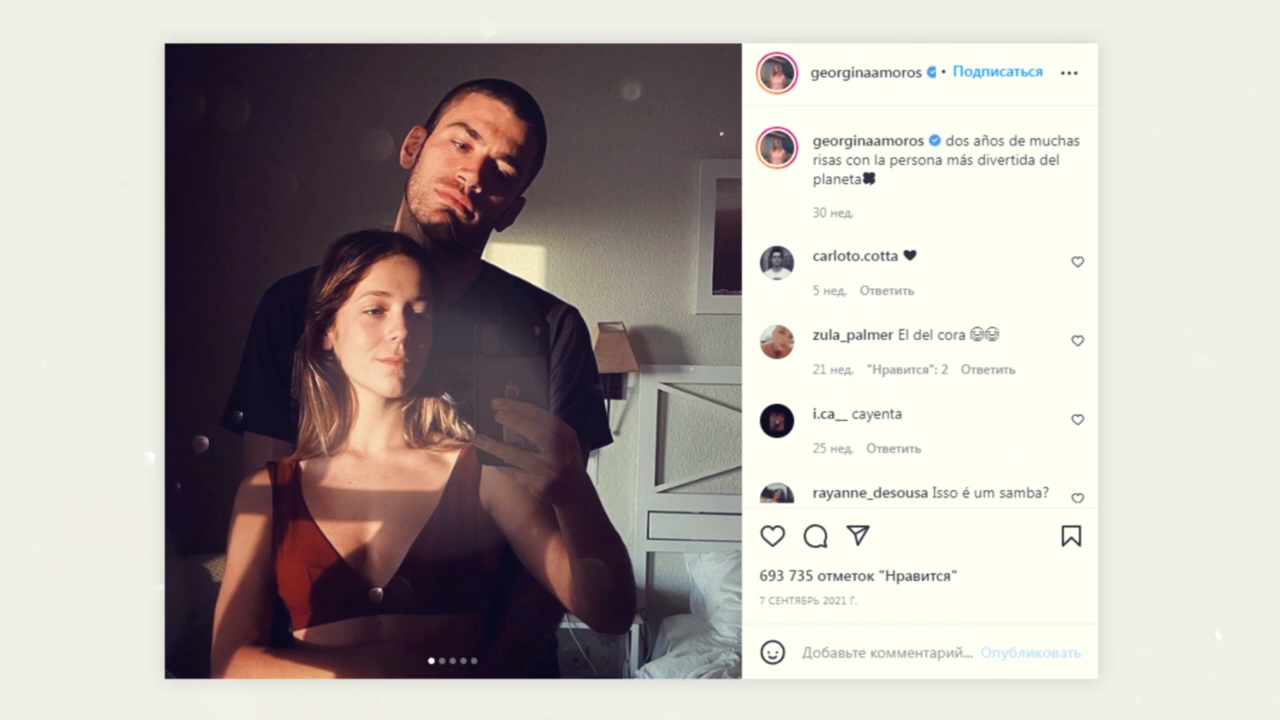 georginaamoros • Подписаться
georginaamoros dos años de muchas
risas con la persona más divertida del
planeta
30 нед.
carloto.cotta 🖤
5 нед. Ответить
zula_palmer El del cora
21 нед. "Нравится": 2 Ответить
i.ca__ cayenta
25 нед. Ответить
rayanne_desousa Isso é um samba?
693 735 отметок "Нравится"
7 СЕНТЯБРЬ 2021 Г.
Добавьте комментарий... Опубликовать